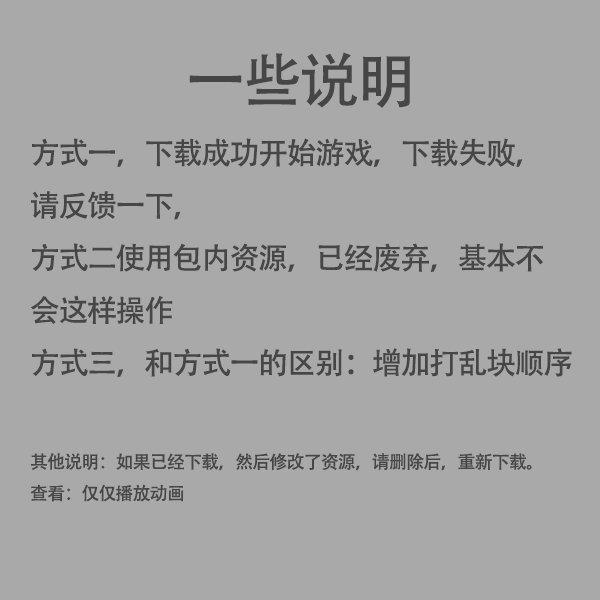 一些说明
方式一，下载成功开始游戏，下载失败，
请反馈一下，
方式二使用包内资源，已经废弃，基本不
会这样操作
方式三，和方式一的区别：增加打乱块顺序
其他说明：如果已经下载，然后修改了资源，请删除后，重新下载。
查看：仅仅播放动画